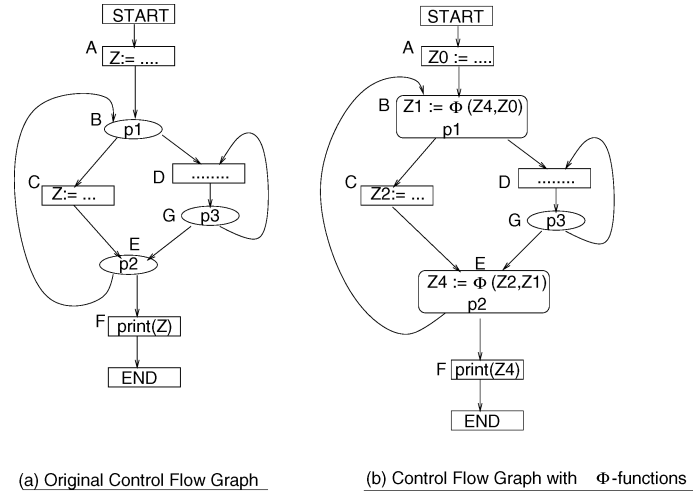 START
A
Z:= ....
B
p1
C
Z:= ...
D
........
G
p3
E
p2
F
print(Z)
END
(a) Original Control Flow Graph
START
A
Z0 := ....
B
Z1 := Φ (Z4,Z0)
p1
C
Z2:= ...
D
........
G
p3
E
Z4 := Φ (Z2,Z1)
p2
F
print(Z4)
END
(b) Control Flow Graph with Φ-functions